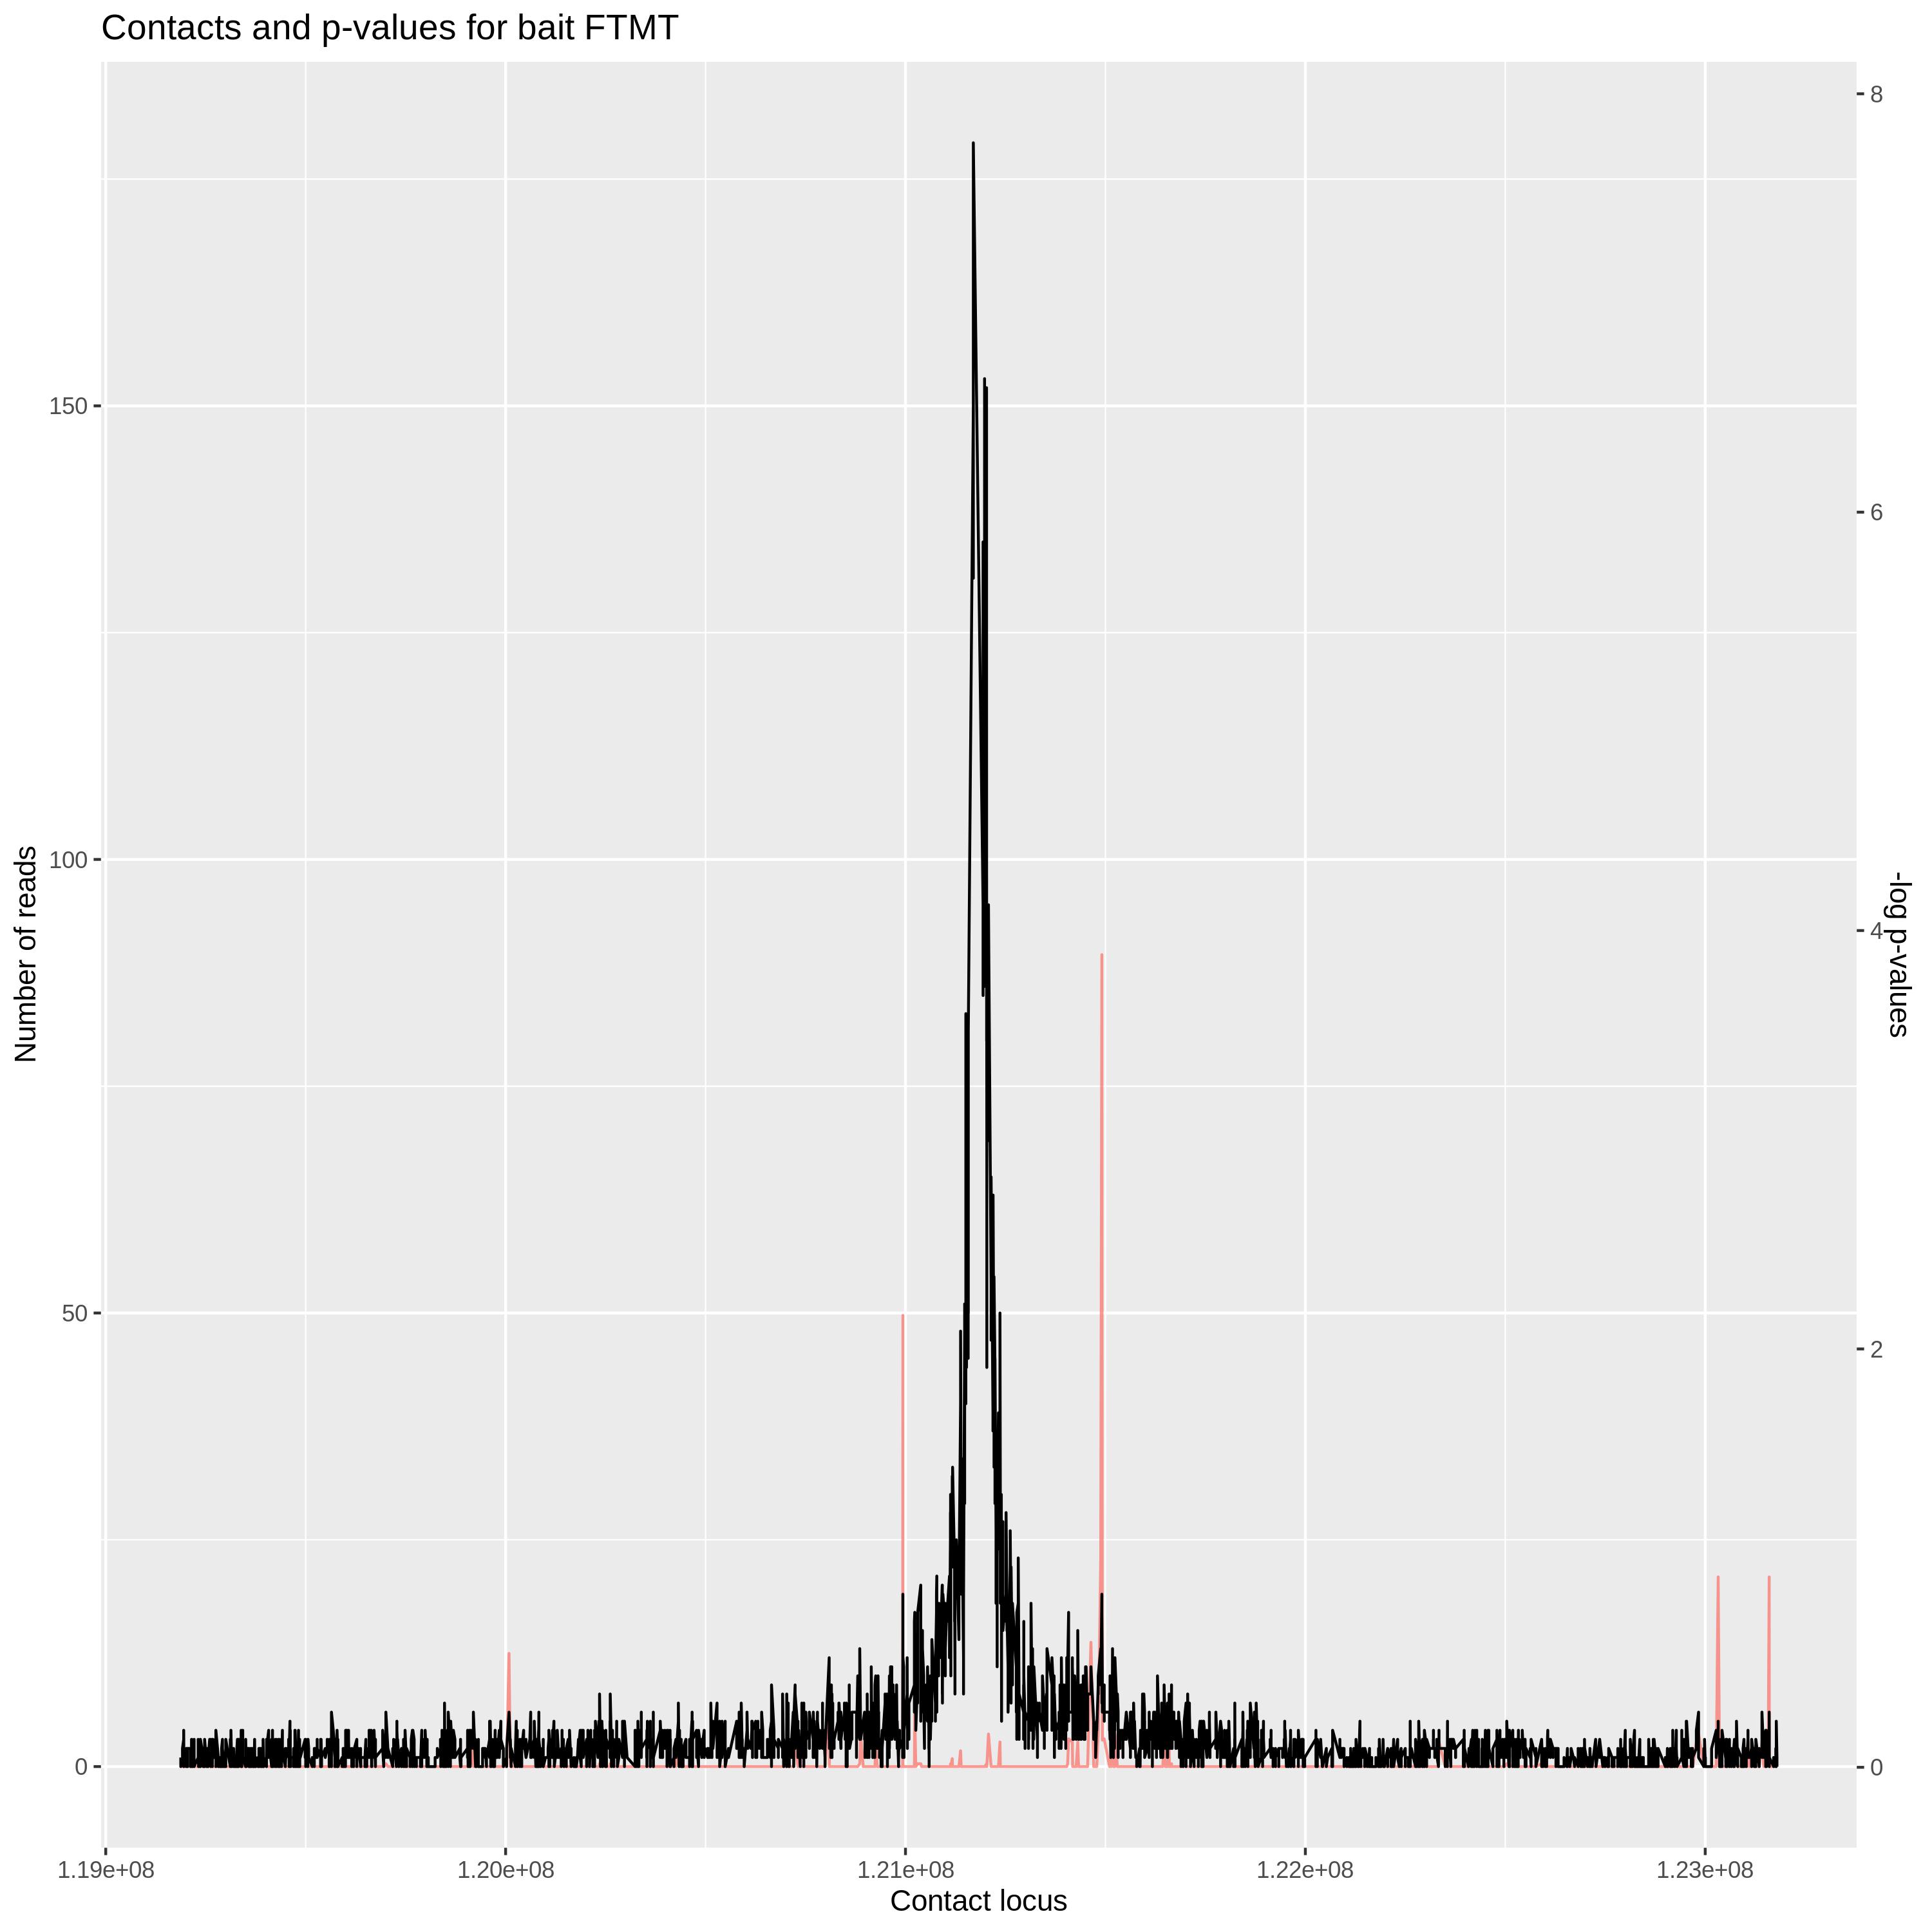 Contacts and p-values for bait FTMT
Number of reads
150
100
50
0
8
6
4
2
0
-log p-values
1.19e+08 1.20e+08 1.21e+08 1.22e+08 1.23e+08
Contact locus